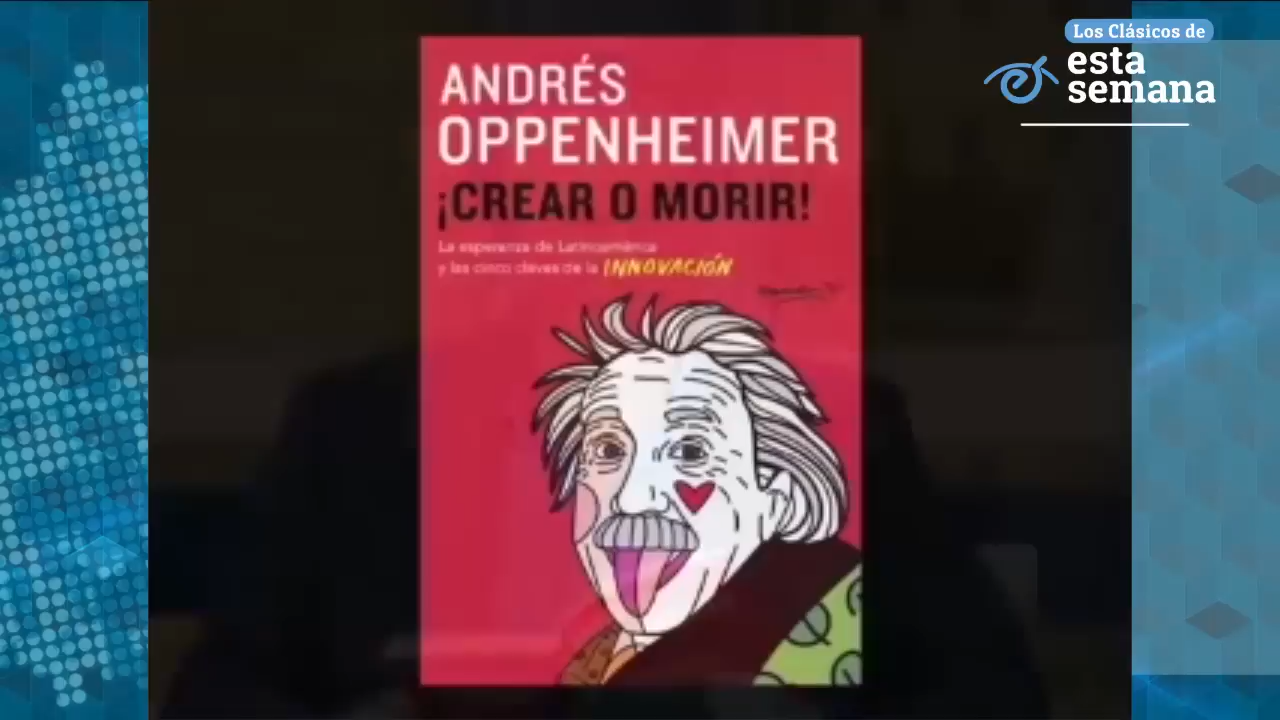 Los Clásicos de
esta
semana
ANDRÉS
OPPENHEIMER
¡CREAR O MORIR!
La esperanza de Latinoamérica
y las cinco claves de la INNOVACIÓN